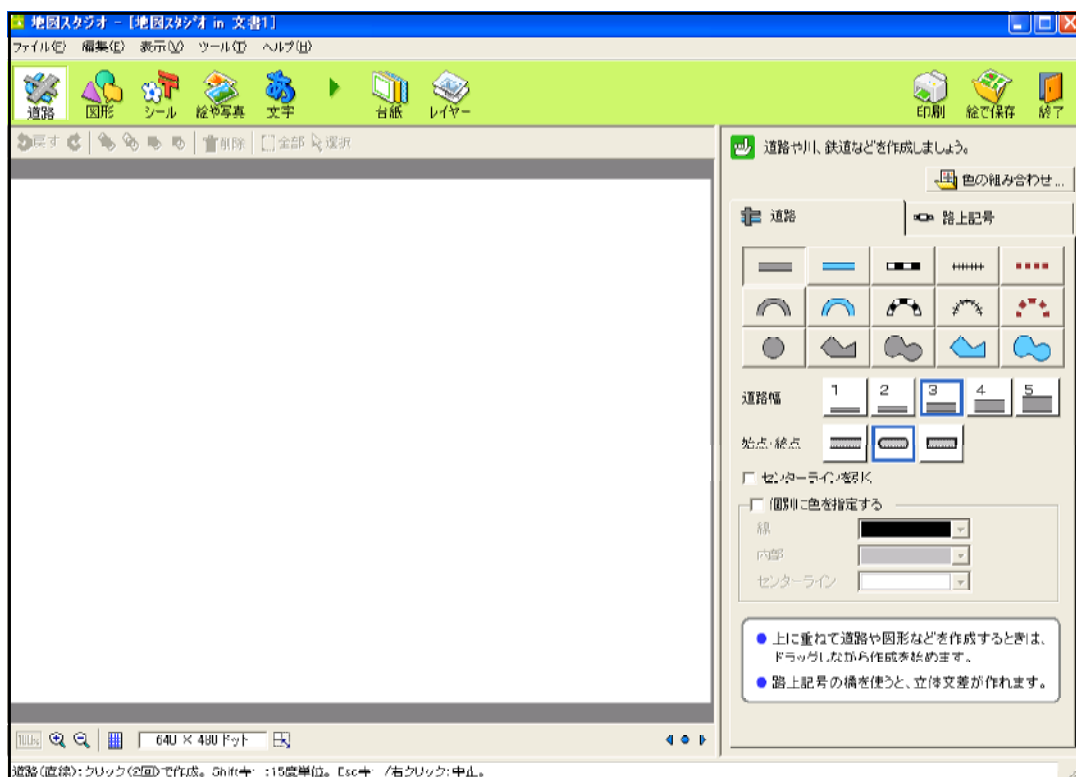 地図スタジオ - [地図スタジオ in 文書1]
ファイル(F) 編集(E) 表示(V) ツール(T) ヘルプ(H)
道路 図形 シール 絵や写真 文字 台紙 レイヤー 印刷 絵で保存 終了
戻す 削除 全部 選択
道路や川、鉄道などを作成しましょう。
色の組み合わせ...
道路 路上記号
道路幅 1 2 3 4 5
始点・終点
センターラインを引く
個別に色を指定する
線
内部
センターライン
上に重ねて道路や図形などを作成するときは、
ドラッグしながら作成を始めます。
路上記号の橋を使うと、立体交差が作れます。
100% 640 × 480 ドット
道路(直線):クリック(2回)で作成。Shiftキー:15度単位。Escキー/右クリック:中止。